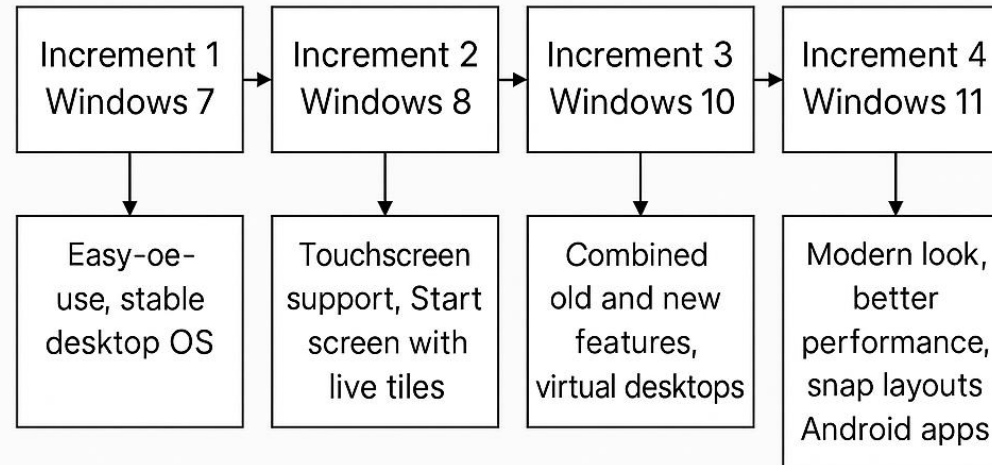 Increment 1
Windows 7
Increment 2
Windows 8
Increment 3
Windows 10
Increment 4
Windows 11
Easy-oe-
use, stable
desktop OS
Touchscreen
support, Start
screen with
live tiles
Combined
old and new
features,
virtual desktops
Modern look,
better
performance,
snap layouts
Android apps